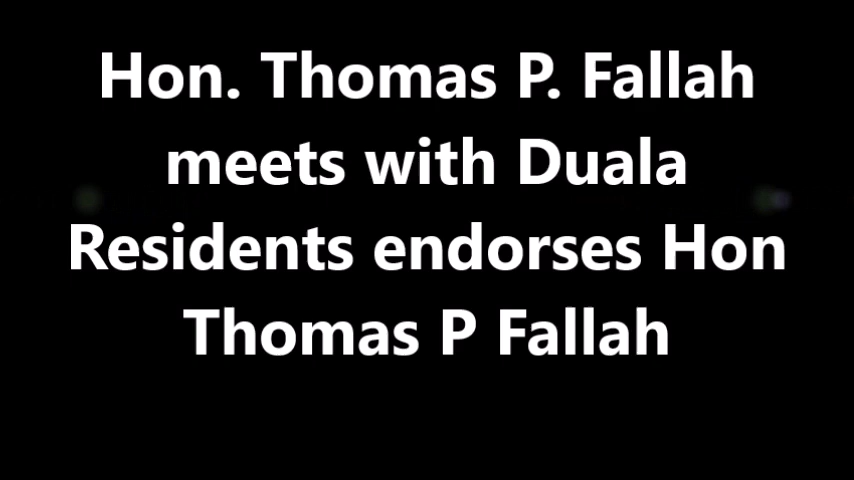 Hon. Thomas P. Fallah
meets with Duala
Residents endorses Hon
Thomas P Fallah